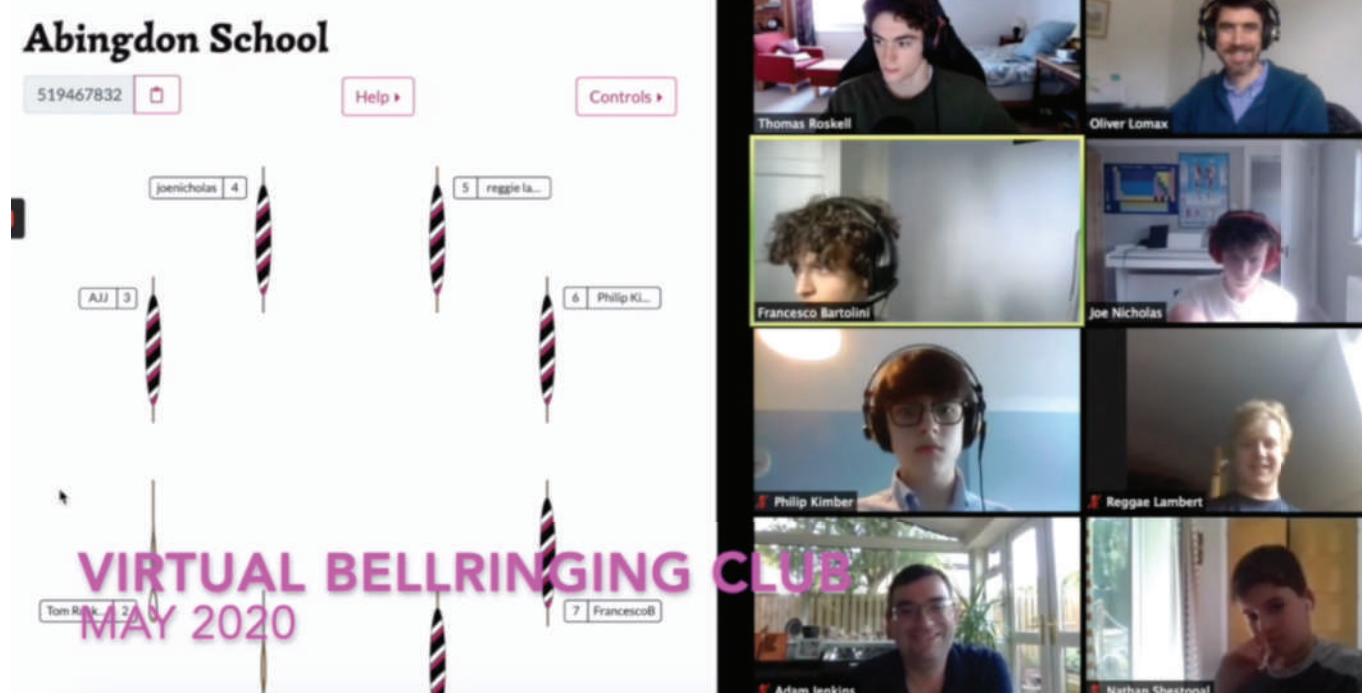 Abingdon School
519467832
Help
Controls
joenicholas 4
5 reggie la...
AJJ 3
6 Philip Ki...
Tom R 2
7 FrancescoB
VIRTUAL BELLRINGING CLUB
MAY 2020
Thomas Roskell
Oliver Lomax
Francesco Bartolini
Joe Nicholas
Philip Kimber
Reggae Lambert
Adam Jenkins
Nathan Shestopal